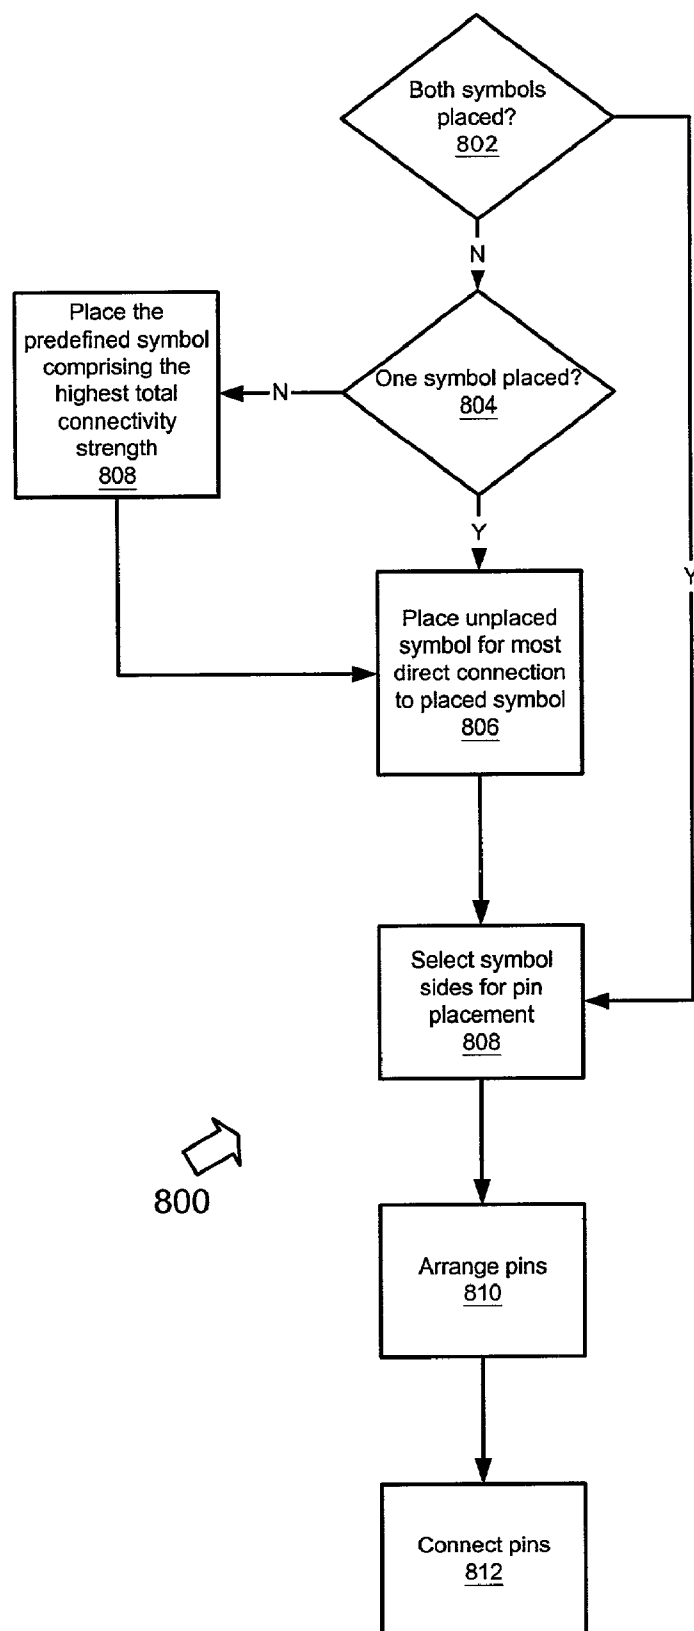 Both symbols
placed?
802
N
One symbol placed?
804
N
Place the
predefined symbol
comprising the
highest total
connectivity
strength
808
Y
Place unplaced
symbol for most
direct connection
to placed symbol
806
Y
Select symbol
sides for pin
placement
808
800
Arrange pins
810
Connect pins
812